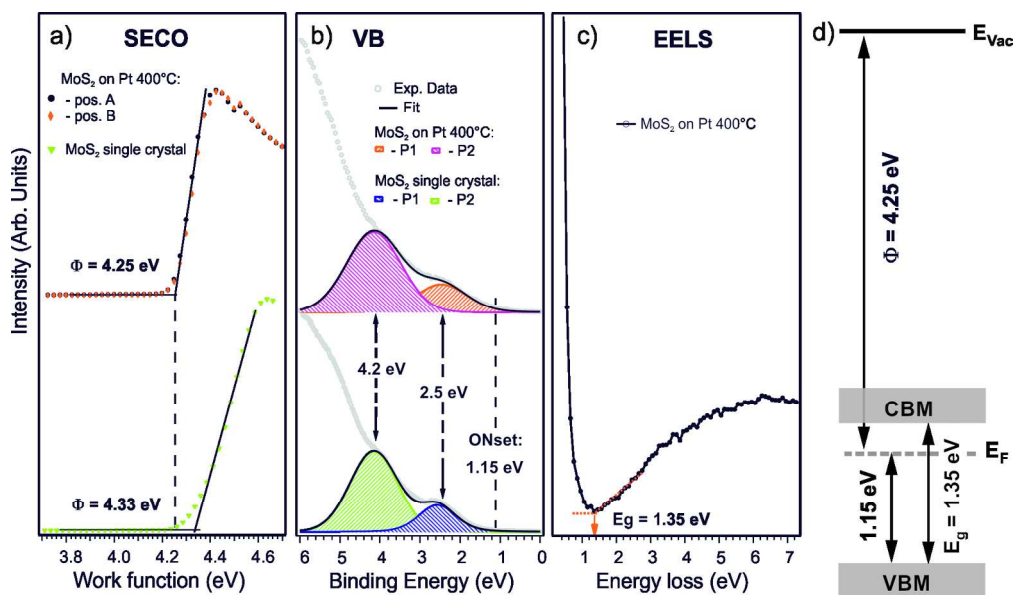 a) SECO
MoS₂ on Pt 400°C:
- pos. A
- pos. B
MoS₂ single crystal
Φ = 4.25 eV
Φ = 4.33 eV
3.8 4.0 4.2 4.4 4.6
Work function (eV)
Intensity (Arb. Units)
b) VB
Exp. Data
Fit
MoS₂ on Pt 400°C:
- P1 - P2
MoS₂ single crystal:
- P1 - P2
4.2 eV
2.5 eV
ONset:
1.15 eV
6 5 4 3 2 1 0
Binding Energy (eV)
c) EELS
MoS₂ on Pt 400°C
Eg = 1.35 eV
0 1 2 3 4 5 6 7
Energy loss (eV)
d)
E_Vac
Φ = 4.25 eV
CBM
E_F
1.15 eV
E_g = 1.35 eV
VBM